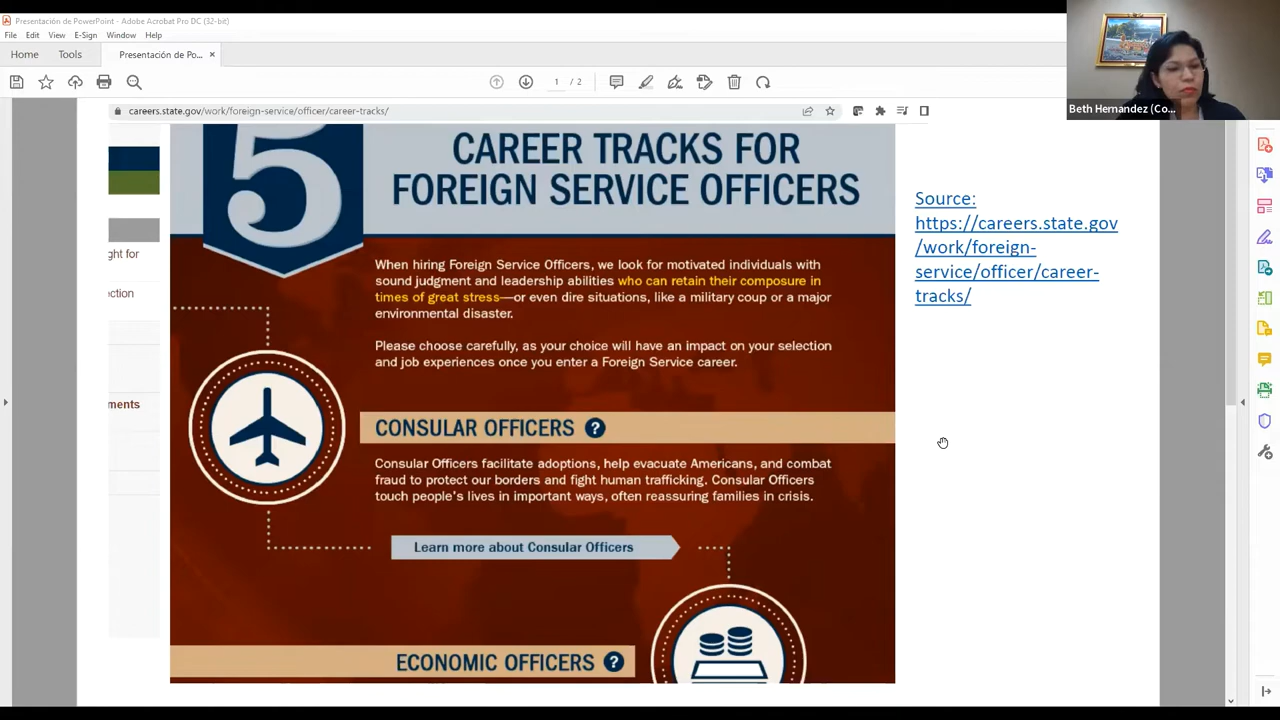 Presentación de PowerPoint - Adobe Acrobat Pro DC (32-bit)
File Edit View E-Sign Window Help
Home Tools Presentación de Po... ×
1 / 2
Beth Hernandez (Co...
careers.state.gov/work/foreign-service/officer/career-tracks/
5
CAREER TRACKS FOR
FOREIGN SERVICE OFFICERS
ght for
ection
ments
When hiring Foreign Service Officers, we look for motivated individuals with
sound judgment and leadership abilities who can retain their composure in
times of great stress—or even dire situations, like a military coup or a major
environmental disaster.
Please choose carefully, as your choice will have an impact on your selection
and job experiences once you enter a Foreign Service career.
CONSULAR OFFICERS ?
Consular Officers facilitate adoptions, help evacuate Americans, and combat
fraud to protect our borders and fight human trafficking. Consular Officers
touch people's lives in important ways, often reassuring families in crisis.
Learn more about Consular Officers
ECONOMIC OFFICERS ?
Source:
https://careers.state.gov
/work/foreign-
service/officer/career-
tracks/